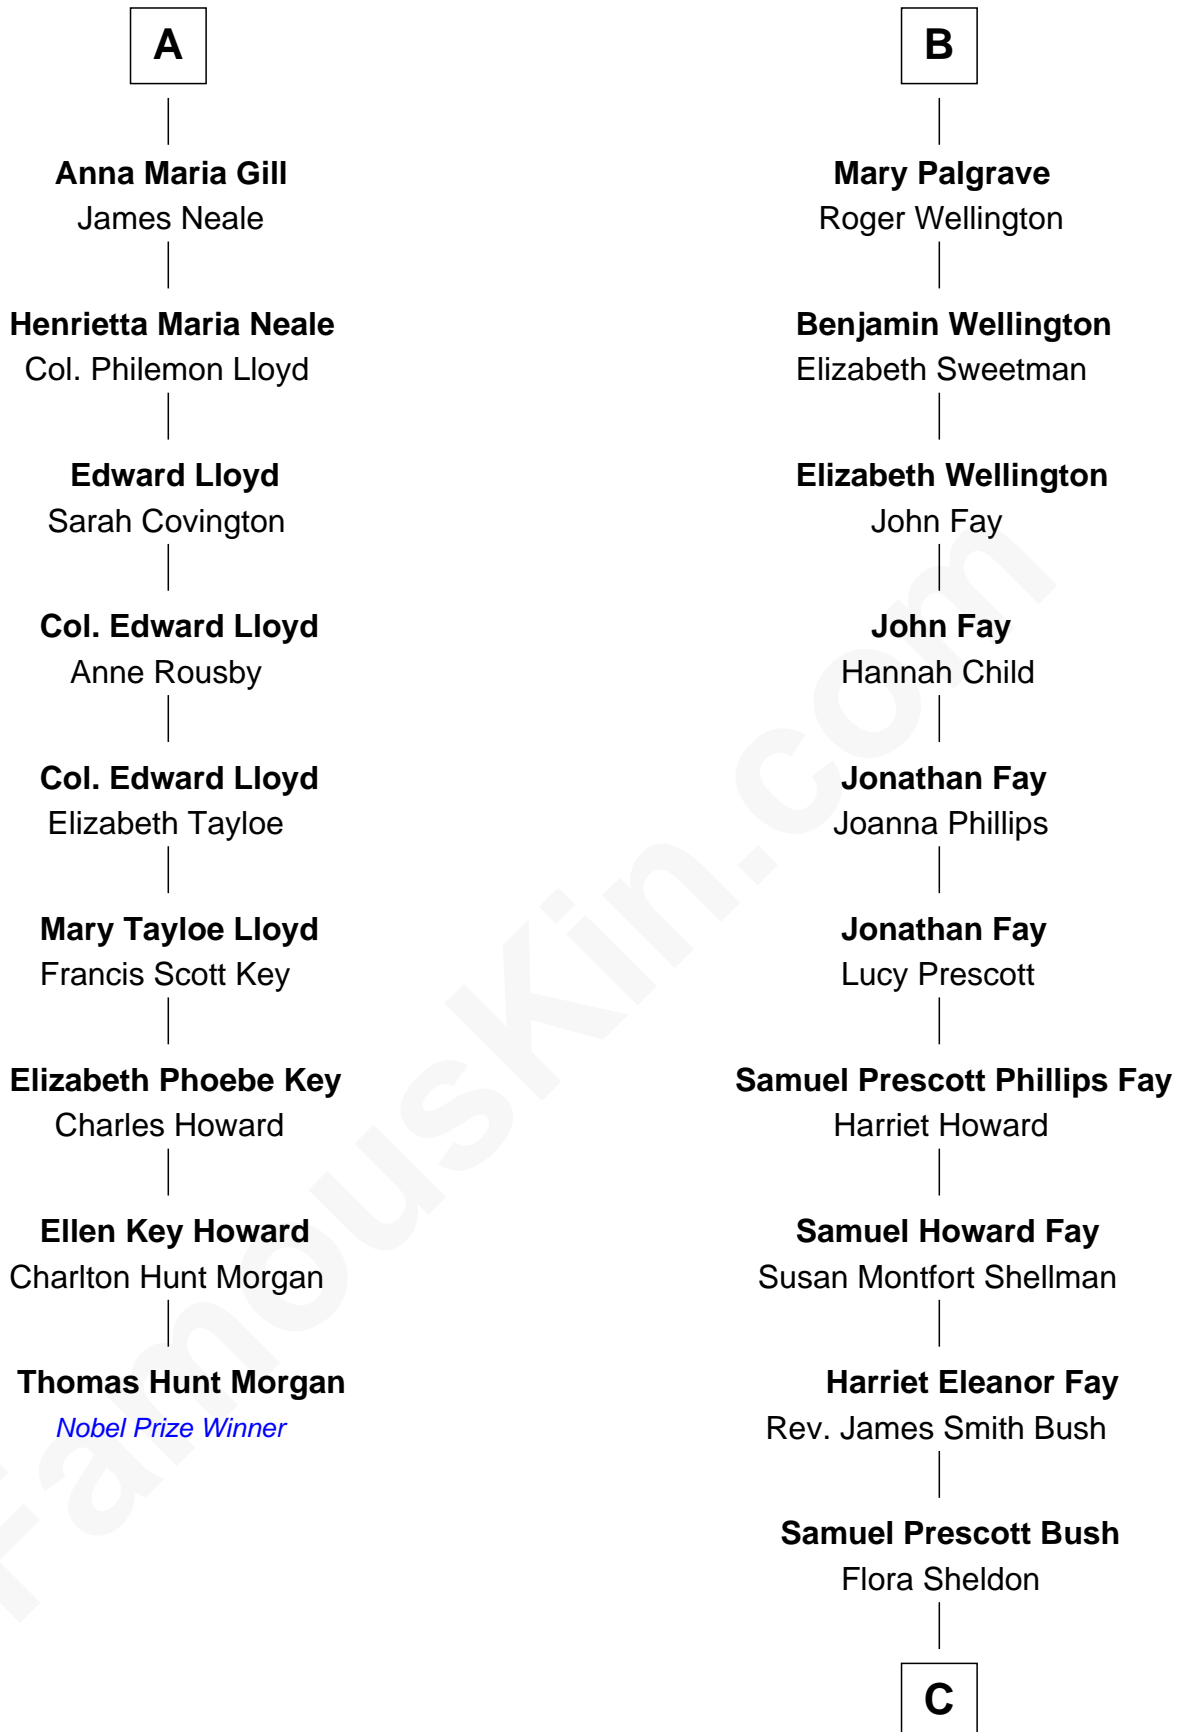 A
Anna Maria Gill
James Neale
Henrietta Maria Neale
Col. Philemon Lloyd
Edward Lloyd
Sarah Covington
Col. Edward Lloyd
Anne Rousby
Col. Edward Lloyd
Elizabeth Tayloe
Mary Tayloe Lloyd
Francis Scott Key
Elizabeth Phoebe Key
Charles Howard
Ellen Key Howard
Charlton Hunt Morgan
Thomas Hunt Morgan
Nobel Prize Winner
B
Mary Palgrave
Roger Wellington
Benjamin Wellington
Elizabeth Sweetman
Elizabeth Wellington
John Fay
John Fay
Hannah Child
Jonathan Fay
Joanna Phillips
Jonathan Fay
Lucy Prescott
Samuel Prescott Phillips Fay
Harriet Howard
Samuel Howard Fay
Susan Montfort Shellman
Harriet Eleanor Fay
Rev. James Smith Bush
Samuel Prescott Bush
Flora Sheldon
C
FamousKin.com